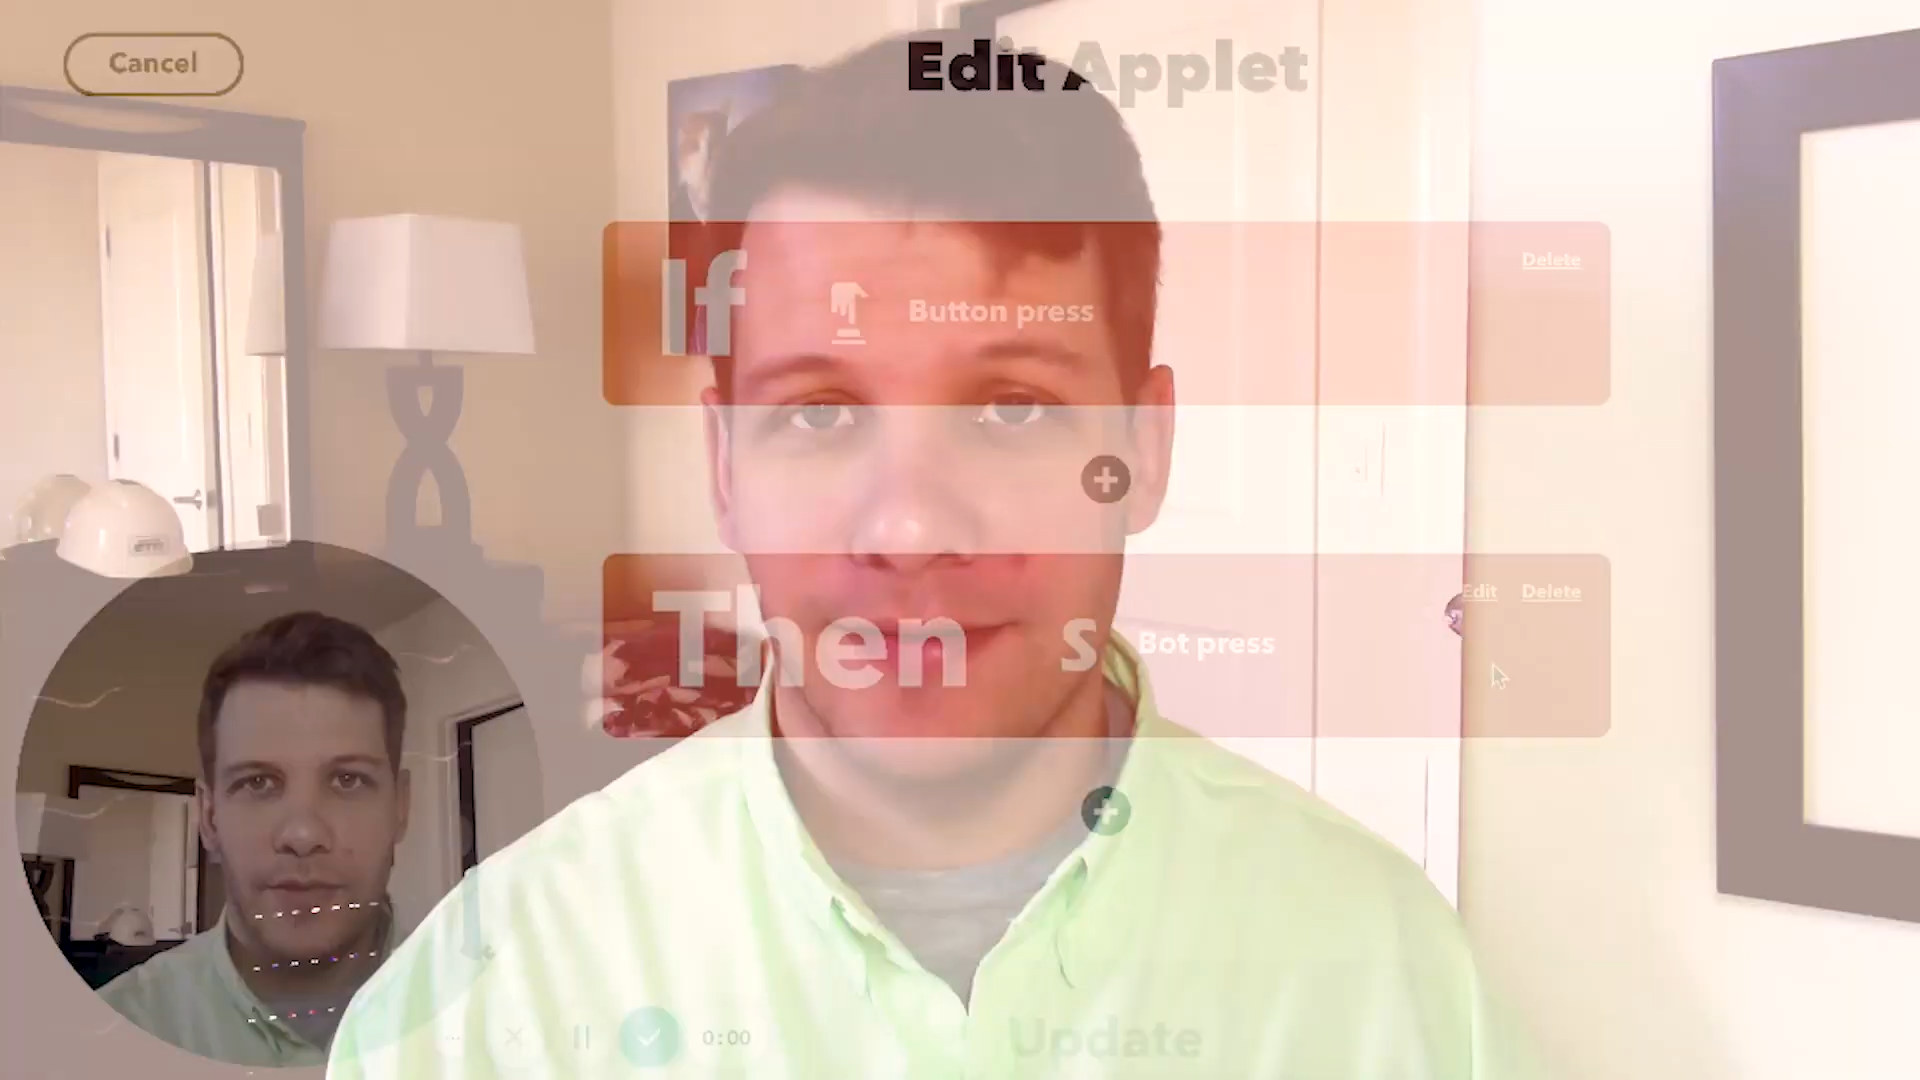 Cancel
Edit Applet
Delete
If
Button press
Edit Delete
Then
S
Bot press
0:00
Update